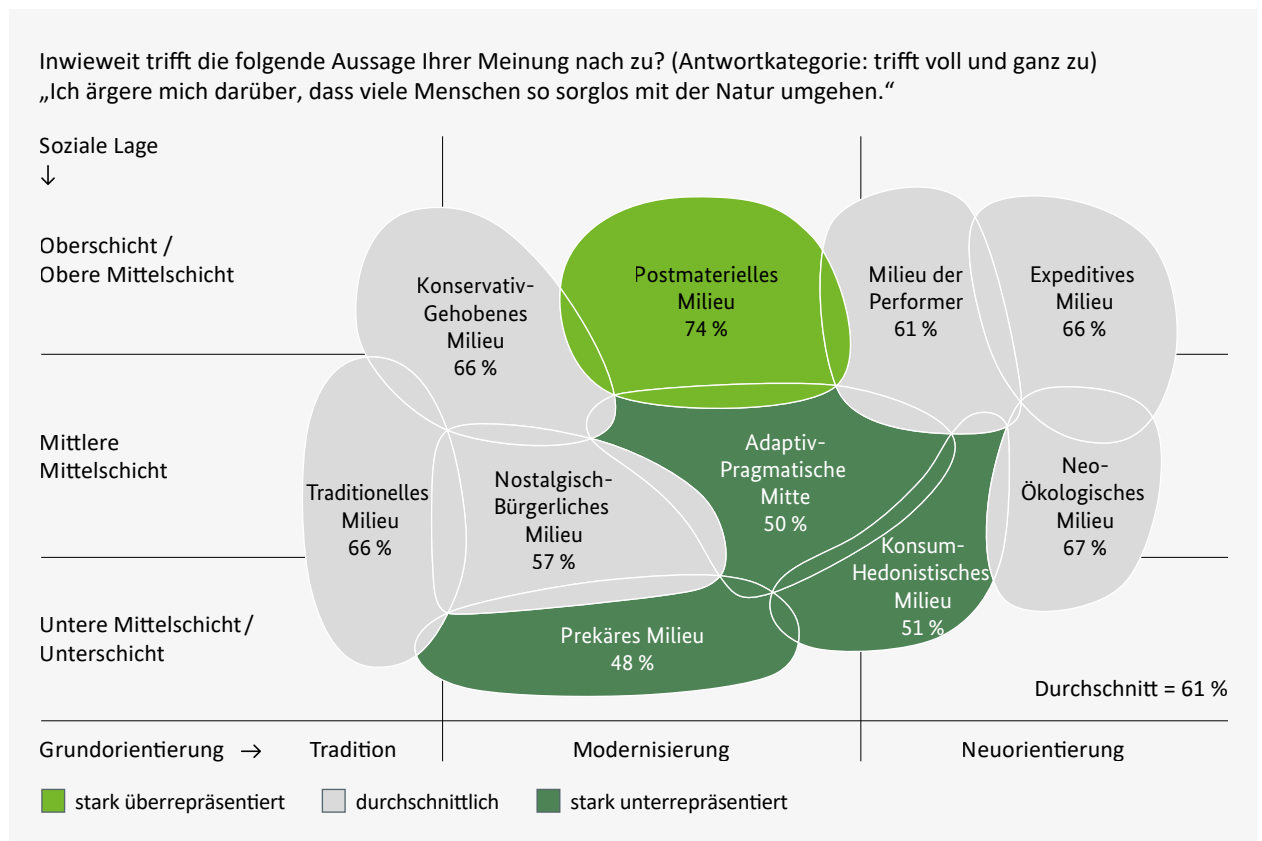 Inwieweit trifft die folgende Aussage Ihrer Meinung nach zu? (Antwortkategorie: trifft voll und ganz zu)
„Ich ärgere mich darüber, dass viele Menschen so sorglos mit der Natur umgehen.“
Soziale Lage
↓
Oberschicht /
Obere Mittelschicht
Konservativ-
Gehobenes
Milieu
66 %
Postmaterielles
Milieu
74 %
Milieu der
Performer
61 %
Expeditives
Milieu
66 %
Mittlere
Mittelschicht
Traditionelles
Milieu
66 %
Nostalgisch-
Bürgerliches
Milieu
57 %
Adaptiv-
Pragmatische
Mitte
50 %
Konsum-
Hedonistisches
Milieu
51 %
Neo-
Ökologisches
Milieu
67 %
Untere Mittelschicht/
Unterschicht
Prekäres Milieu
48 %
Durchschnitt = 61 %
Grundorientierung →
Tradition
Modernisierung
Neuorientierung
stark überrepräsentiert
durchschnittlich
stark unterrepräsentiert